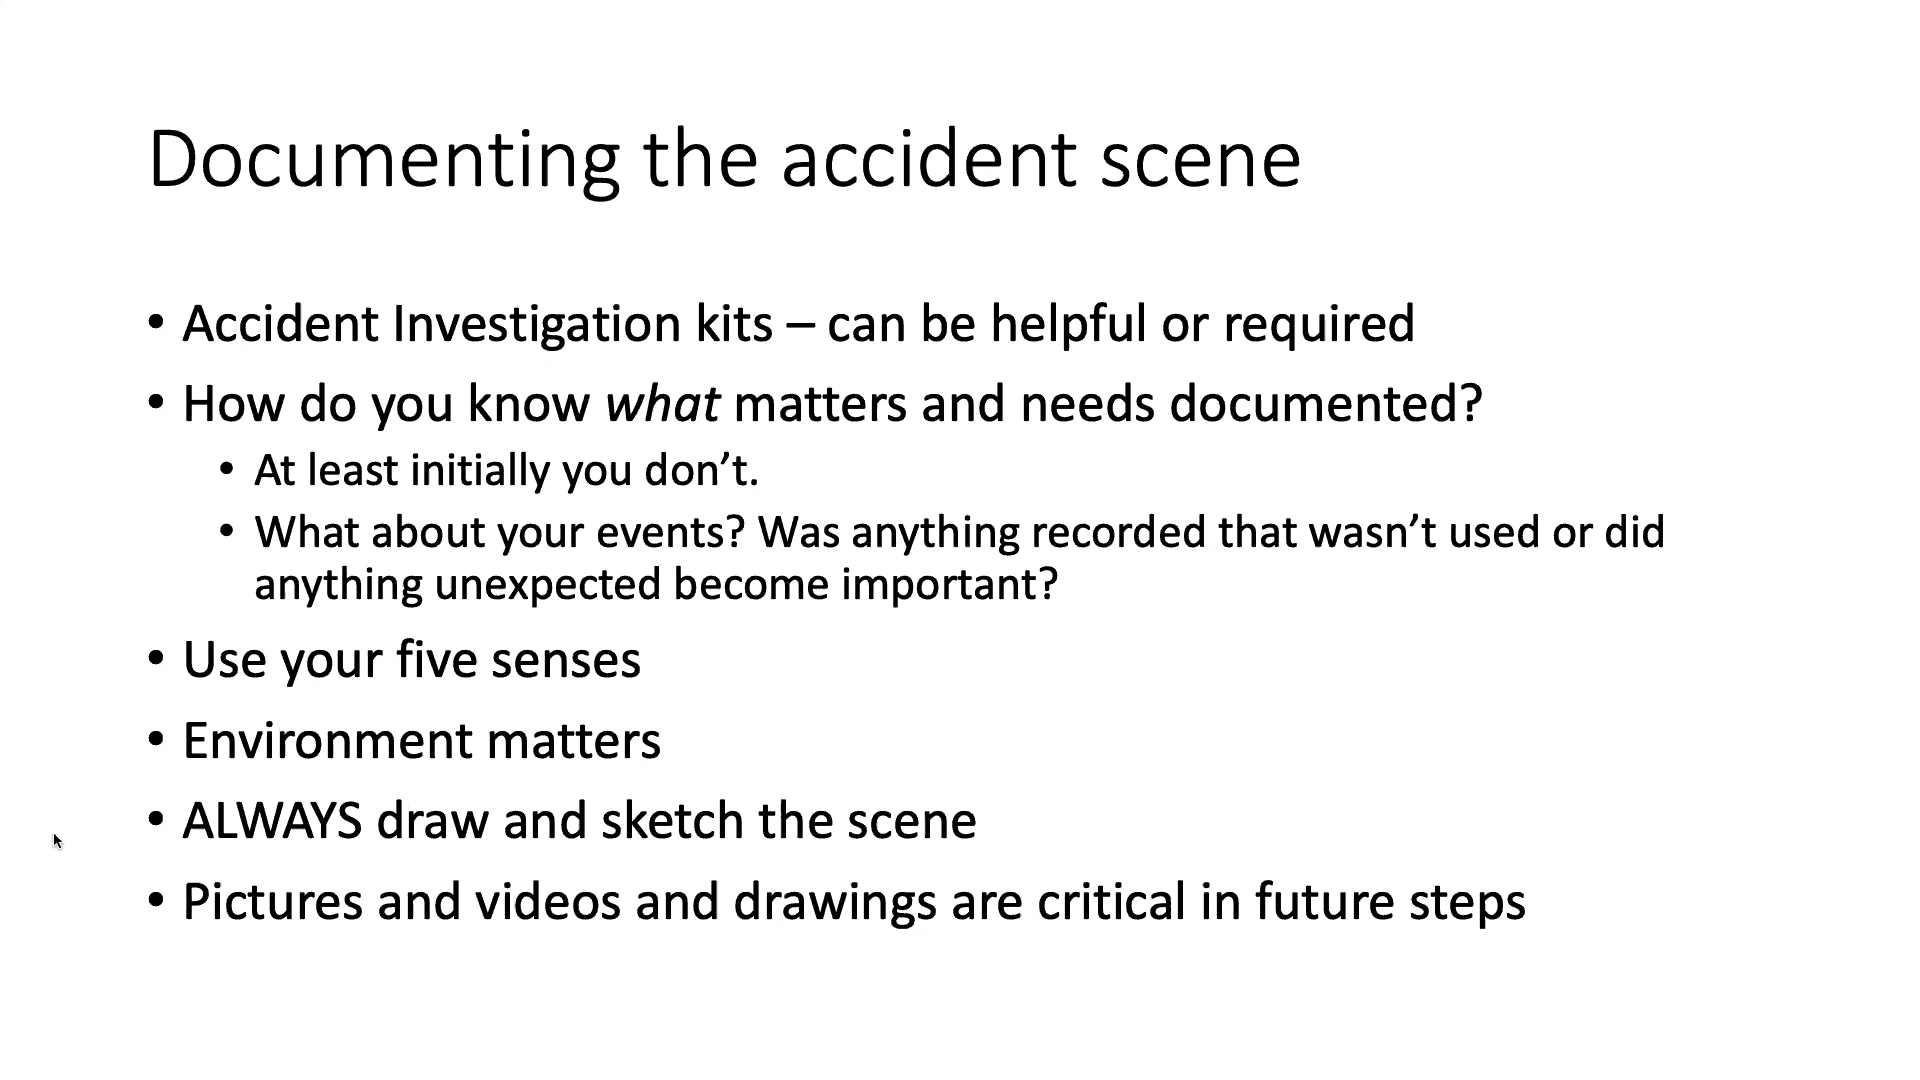 Documenting the accident scene
• Accident Investigation kits – can be helpful or required
• How do you know what matters and needs documented?
• At least initially you don’t.
• What about your events? Was anything recorded that wasn’t used or did
anything unexpected become important?
• Use your five senses
• Environment matters
• ALWAYS draw and sketch the scene
• Pictures and videos and drawings are critical in future steps